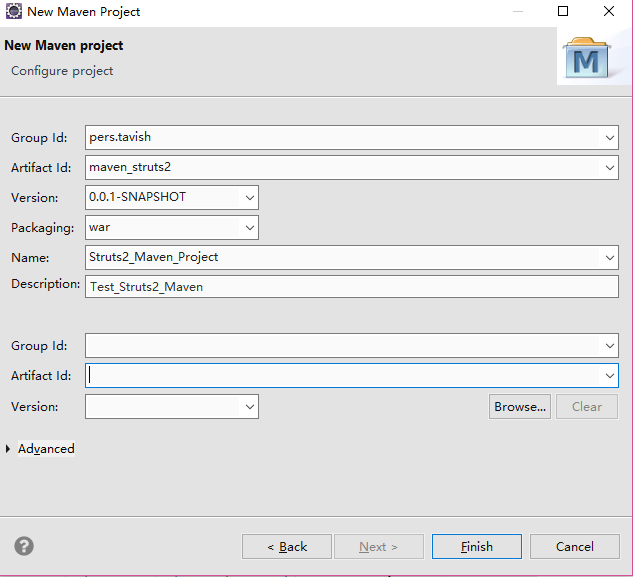 New Maven Project
New Maven project
Configure project
M
Group Id: pers.tavish
Artifact Id: maven_struts2
Version: 0.0.1-SNAPSHOT
Packaging: war
Name: Struts2_Maven_Project
Description: Test_Struts2_Maven
Group Id:
Artifact Id:
Version: Browse... Clear
Advanced
? < Back Next > Finish Cancel